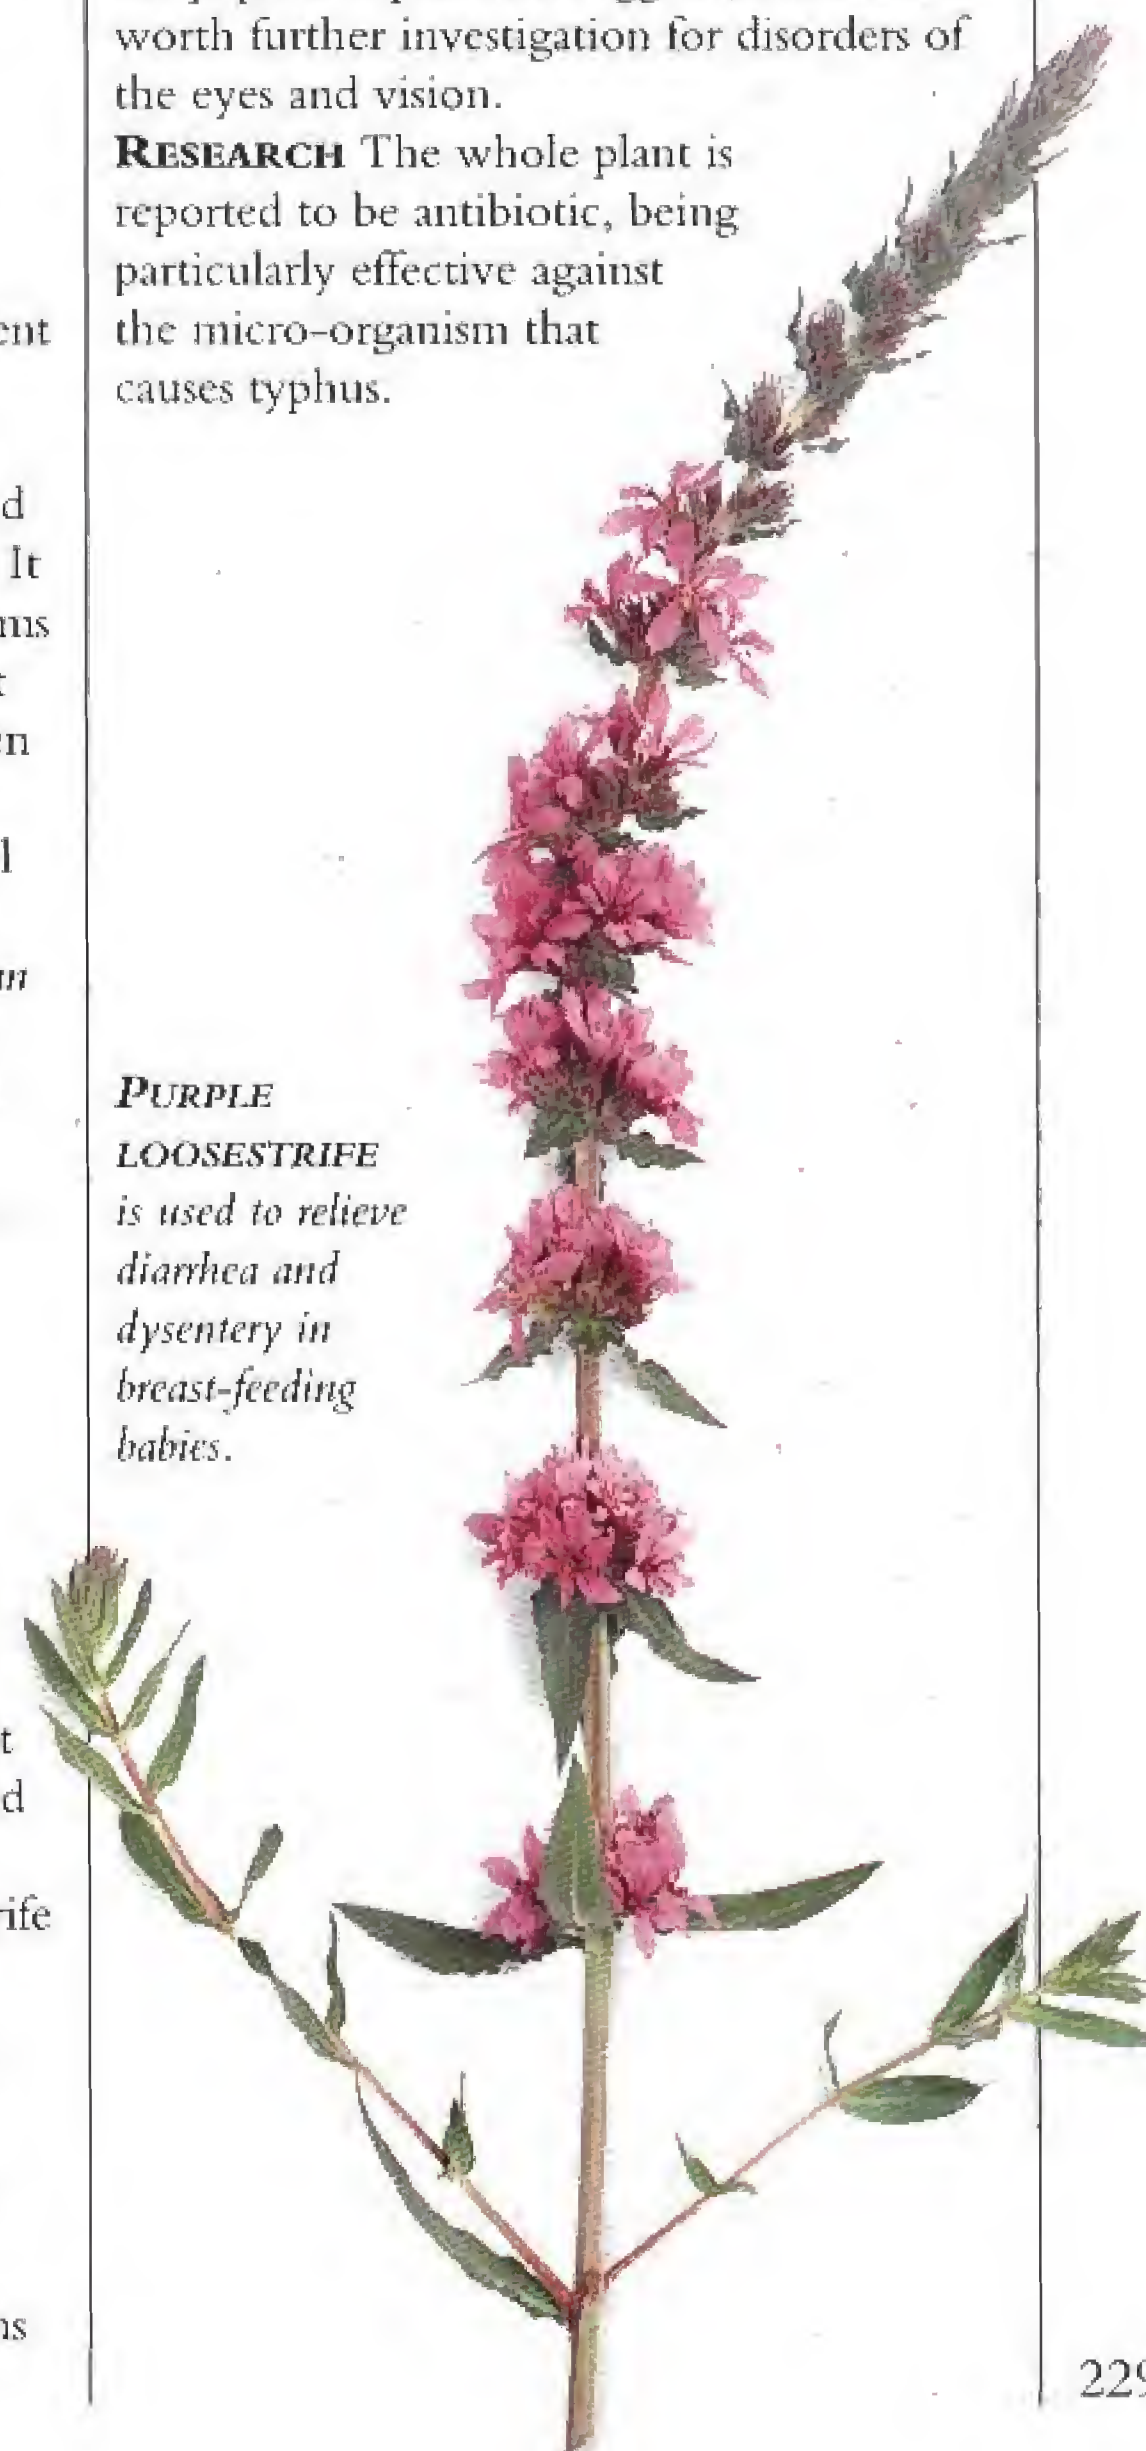 worth further investigation for disorders of
the eyes and vision.
RESEARCH The whole plant is
reported to be antibiotic, being
particularly effective against
the micro-organism that
causes typhus.
PURPLE
LOOSESTRIFE
is used to relieve
diarrhea and
dysentery in
breast-feeding
babies.
It